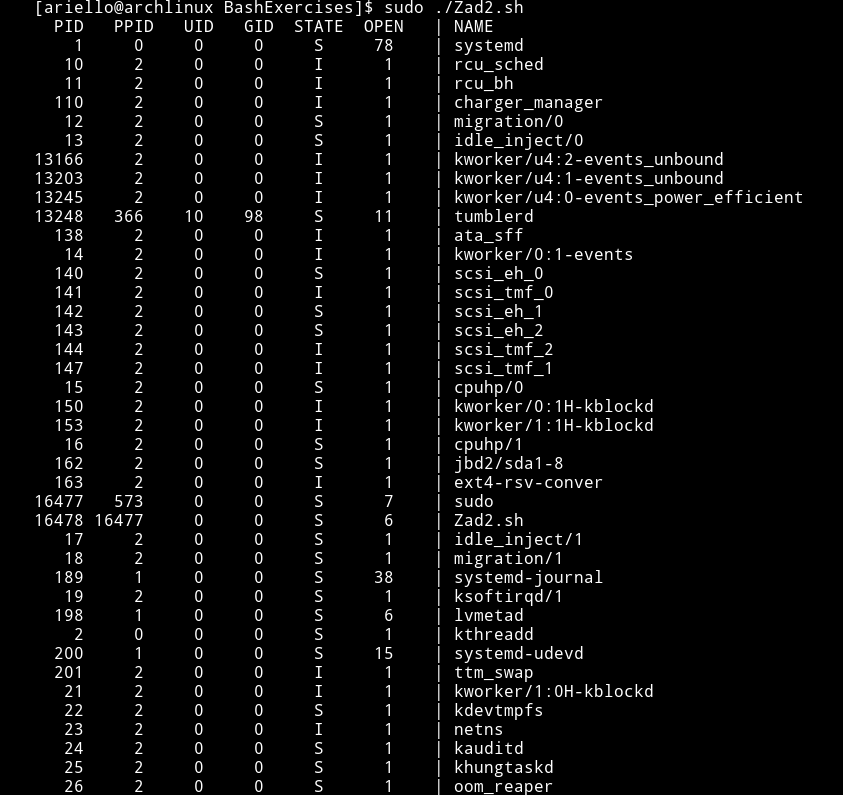 [ariello@archlinux BashExercises]$ sudo ./Zad2.sh
PID PPID UID GID STATE OPEN | NAME
1 0 0 0 S 78 | systemd
10 2 0 0 I 1 | rcu_sched
11 2 0 0 I 1 | rcu_bh
110 2 0 0 I 1 | charger_manager
12 2 0 0 S 1 | migration/0
13 2 0 0 S 1 | idle_inject/0
13166 2 0 0 I 1 | kworker/u4:2-events_unbound
13203 2 0 0 I 1 | kworker/u4:1-events_unbound
13245 2 0 0 I 1 | kworker/u4:0-events_power_efficient
13248 366 10 98 S 11 | tumblerd
138 2 0 0 I 1 | ata_sff
14 2 0 0 I 1 | kworker/0:1-events
140 2 0 0 S 1 | scsi_eh_0
141 2 0 0 I 1 | scsi_tmf_0
142 2 0 0 S 1 | scsi_eh_1
143 2 0 0 S 1 | scsi_eh_2
144 2 0 0 I 1 | scsi_tmf_2
147 2 0 0 I 1 | scsi_tmf_1
15 2 0 0 S 1 | cpuhp/0
150 2 0 0 I 1 | kworker/0:1H-kblockd
153 2 0 0 I 1 | kworker/1:1H-kblockd
16 2 0 0 S 1 | cpuhp/1
162 2 0 0 S 1 | jbd2/sda1-8
163 2 0 0 I 1 | ext4-rsv-conver
16477 573 0 0 S 7 | sudo
16478 16477 0 0 S 6 | Zad2.sh
17 2 0 0 S 1 | idle_inject/1
18 2 0 0 S 1 | migration/1
189 1 0 0 S 38 | systemd-journal
19 2 0 0 S 1 | ksoftirqd/1
198 1 0 0 S 6 | lvmetad
2 0 0 0 S 1 | kthreadd
200 1 0 0 S 15 | systemd-udevd
201 2 0 0 I 1 | ttm_swap
21 2 0 0 I 1 | kworker/1:0H-kblockd
22 2 0 0 S 1 | kdevtmpfs
23 2 0 0 I 1 | netns
24 2 0 0 S 1 | kauditd
25 2 0 0 S 1 | khungtaskd
26 2 0 0 S 1 | oom_reaper